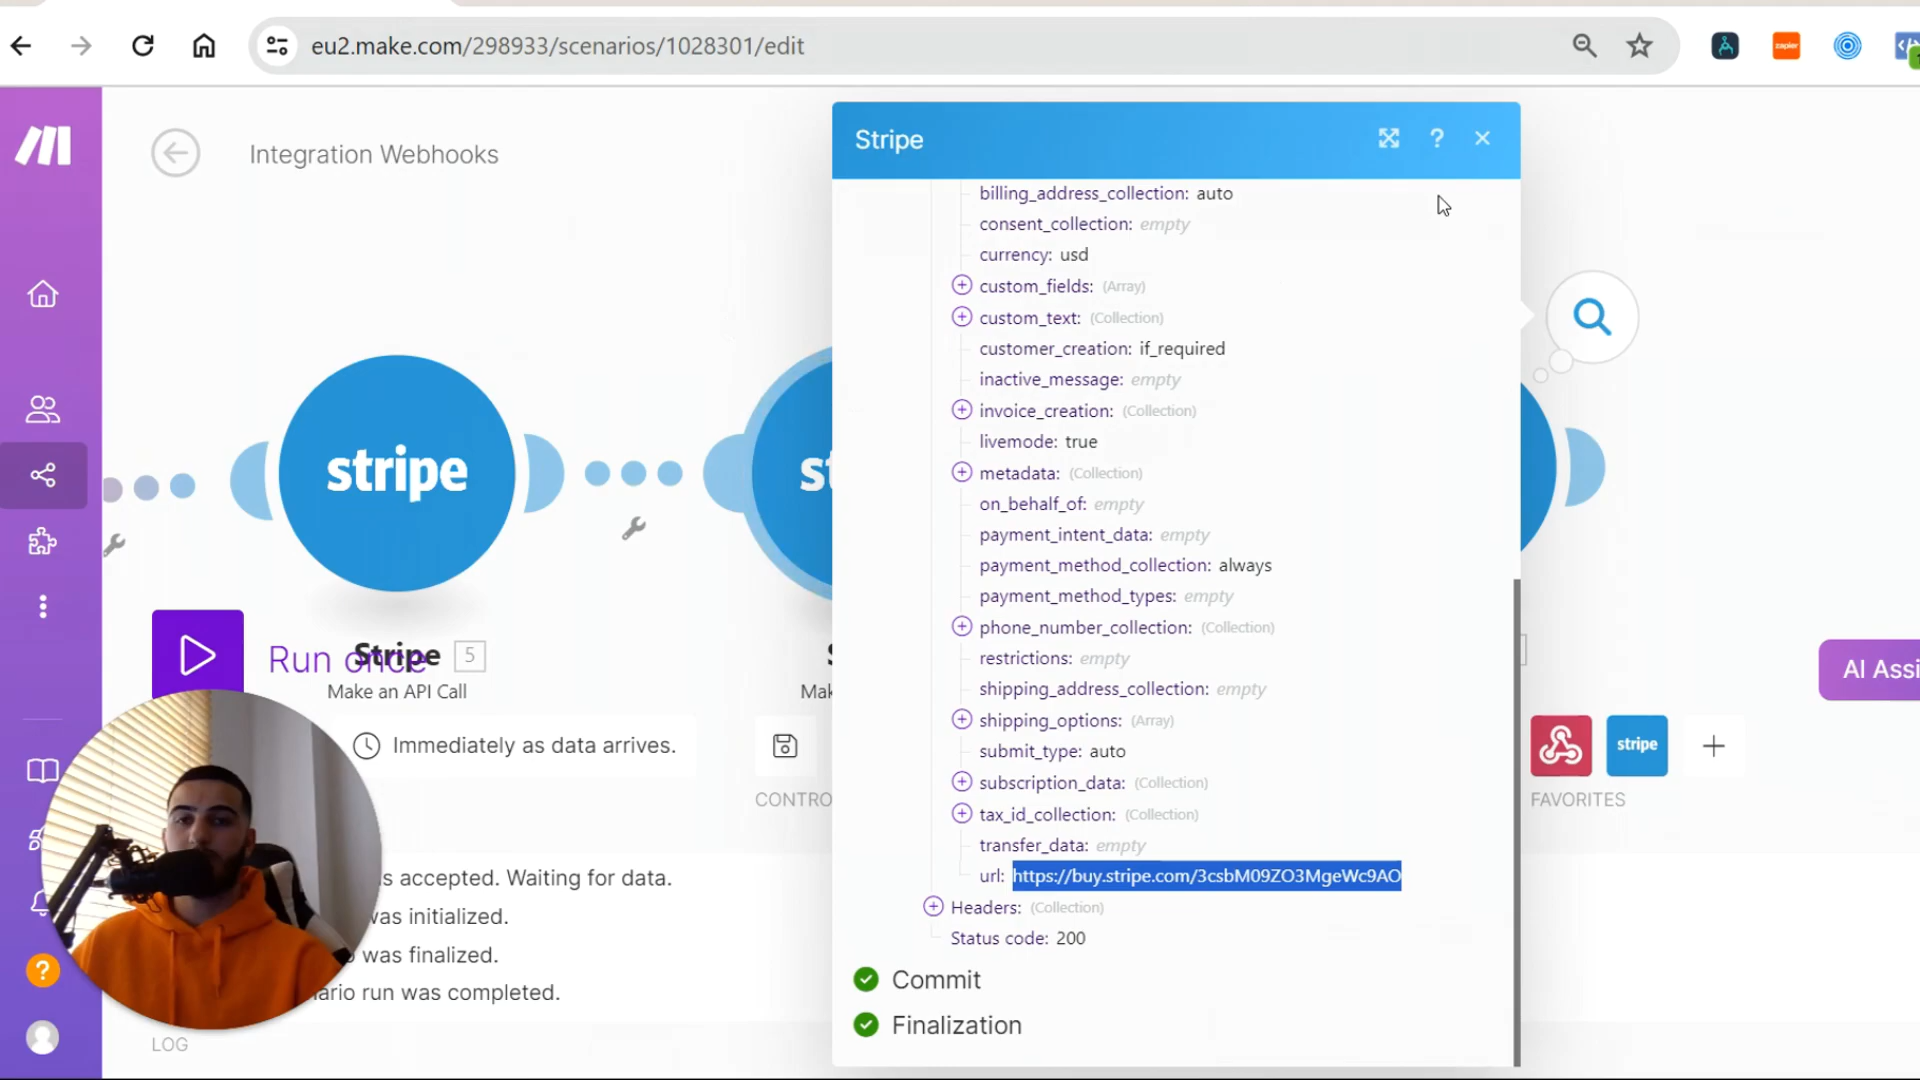 eu2.make.com/298933/scenarios/1028301/edit
zapier
Integration Webhooks
Stripe
billing_address_collection: auto
consent_collection: empty
currency: usd
custom_fields: (Array)
custom_text: (Collection)
customer_creation: if_required
inactive_message: empty
invoice_creation: (Collection)
livemode: true
metadata: (Collection)
on_behalf_of: empty
payment_intent_data: empty
payment_method_collection: always
payment_method_types: empty
phone_number_collection: (Collection)
restrictions: empty
shipping_address_collection: empty
shipping_options: (Array)
submit_type: auto
subscription_data: (Collection)
tax_id_collection: (Collection)
transfer_data: empty
url: https://buy.stripe.com/3csbM09ZO3MgeWc9AO
Headers: (Collection)
Status code: 200
Commit
Finalization
stripe
st
Run once
Stripe 5
Make an API Call
S
Mak
Immediately as data arrives.
CONTRO
AI Assi
stripe
FAVORITES
s accepted. Waiting for data.
was initialized.
was finalized.
ario run was completed.
LOG
?